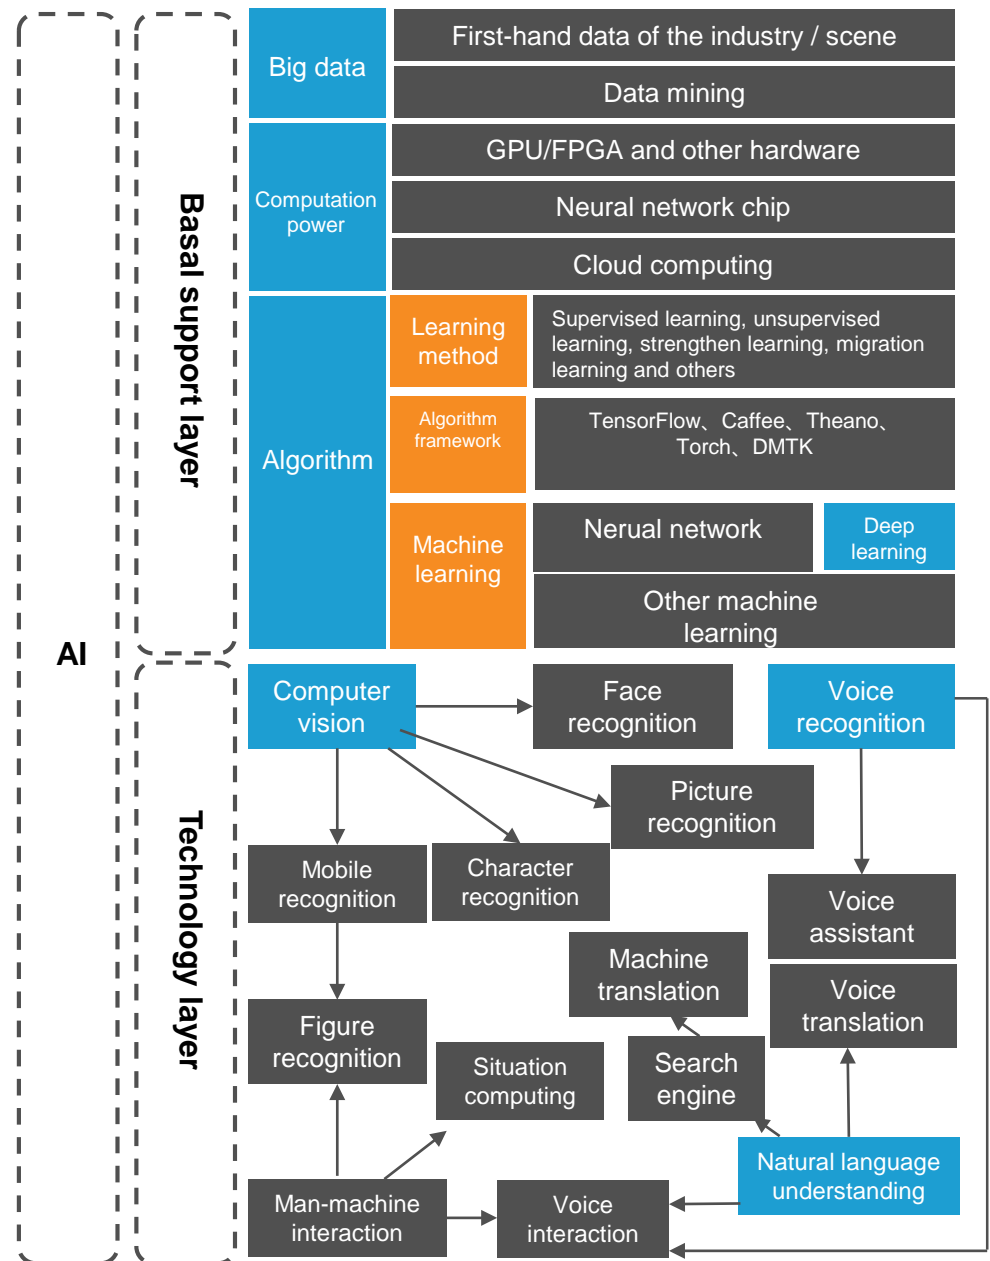 AI
Basal support layer
Big data
First-hand data of the industry / scene
Data mining
Computation
power
GPU/FPGA and other hardware
Neural network chip
Cloud computing
Algorithm
Learning
method
Supervised learning, unsupervised
learning, strengthen learning, migration
learning and others
Algorithm
framework
TensorFlow、Caffee、Theano、
Torch、DMTK
Machine
learning
Nerual network
Deep
learning
Other machine
learning
Technology layer
Computer
vision
Face
recognition
Voice
recognition
Picture
recognition
Mobile
recognition
Character
recognition
Voice
assistant
Machine
translation
Voice
translation
Figure
recognition
Situation
computing
Search
engine
Natural language
understanding
Man-machine
interaction
Voice
interaction